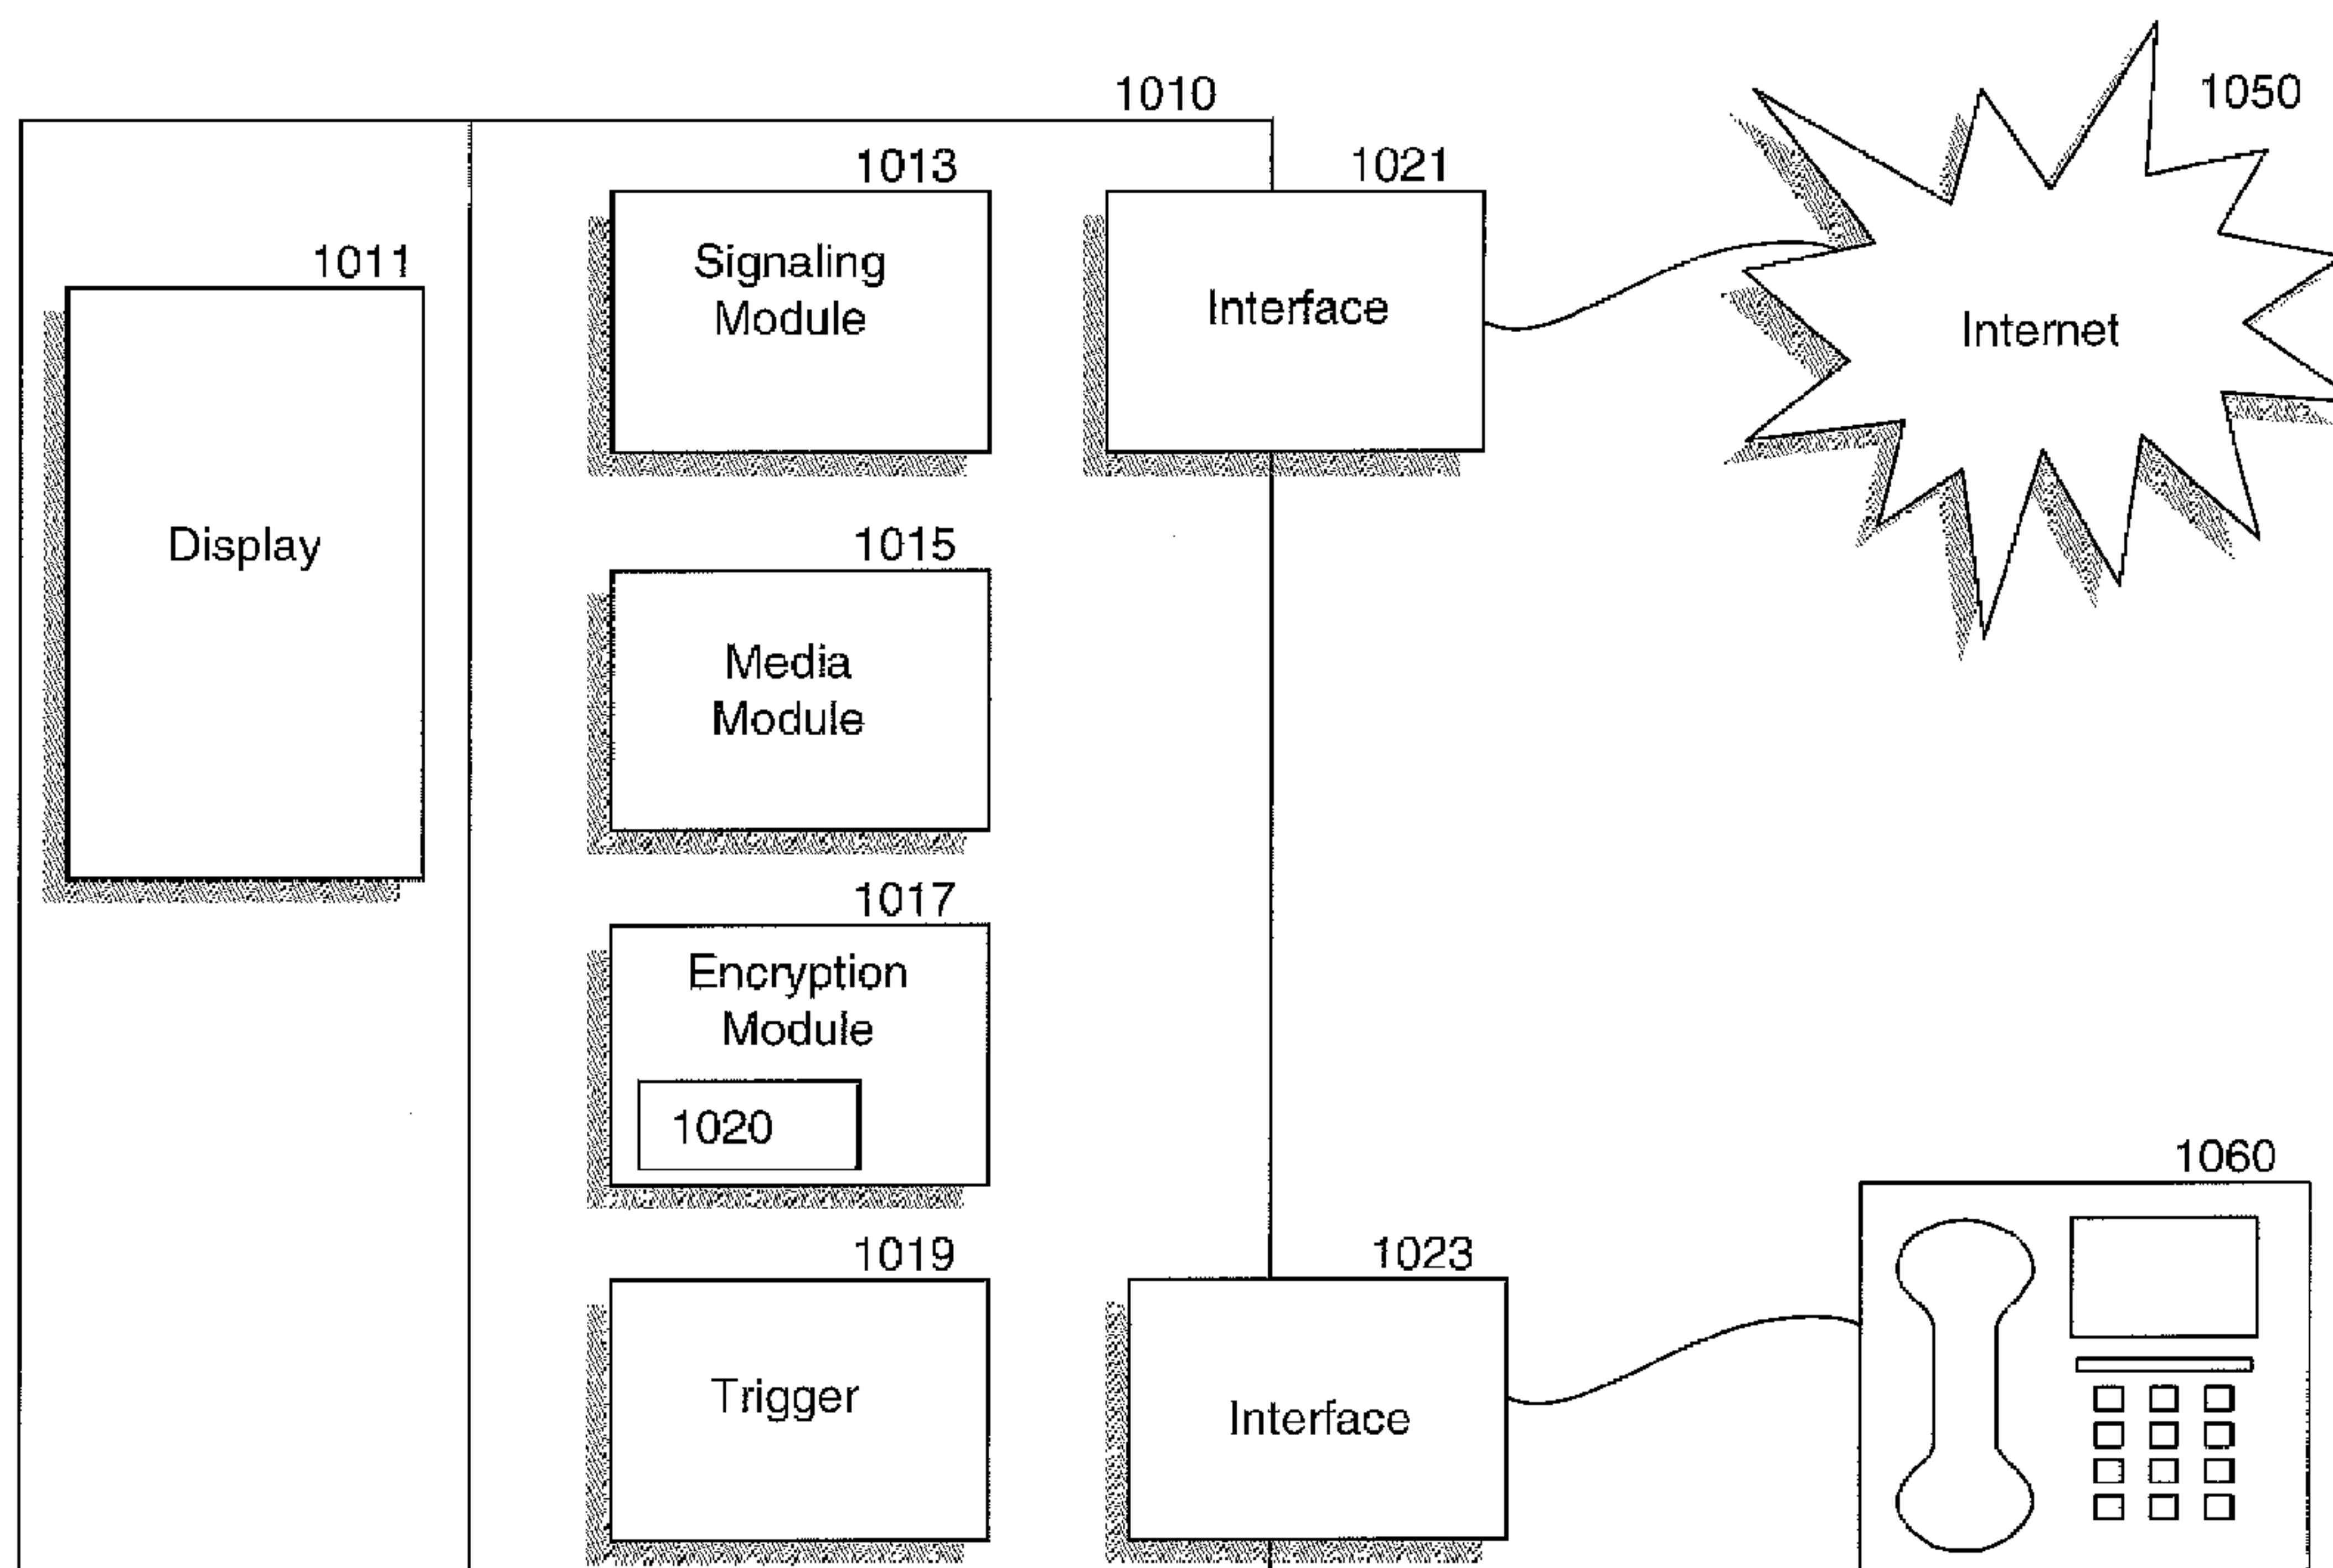 1010
1050
1013
1021
1011
Signaling
Module
Interface
Internet
Display
1015
Media
Module
1017
Encryption
Module
1020
1060
1019
1023
Trigger
Interface